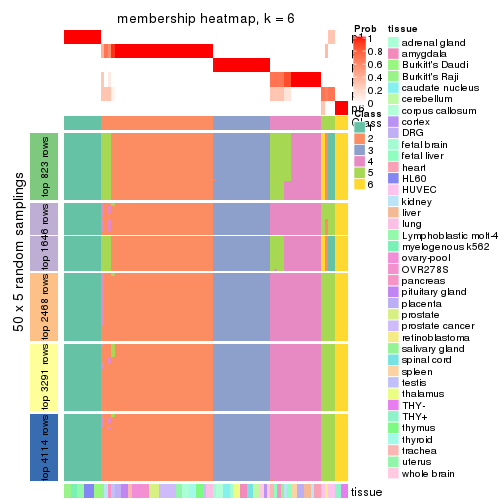 membership heatmap, k = 6
50 x 5 random samplings
top 823 rows
top 1646 rows
top 2468 rows
top 3291 rows
top 4114 rows
Prob
1
0.8
0.6
0.4
0.2
0
Class
1
2
3
4
5
6
tissue
adrenal gland
amygdala
Burkitt's Daudi
Burkitt's Raji
caudate nucleus
cerebellum
corpus callosum
cortex
DRG
fetal brain
fetal liver
heart
HL60
HUVEC
kidney
liver
lung
Lymphoblastic molt-4
myelogenous k562
ovary-pool
OVR278S
pancreas
pituitary gland
placenta
prostate
prostate cancer
retinoblastoma
salivary gland
spinal cord
spleen
testis
thalamus
THY-
THY+
thymus
thyroid
trachea
uterus
whole brain
tissue